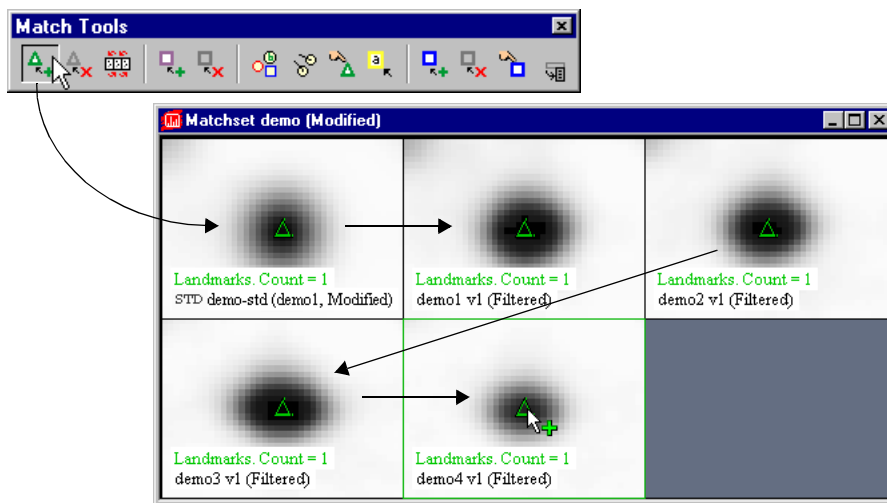 Match Tools
b
a
Matchset demo (Modified)
Landmarks. Count = 1
STD demo-std (demo1, Modified)
Landmarks. Count = 1
demo1 v1 (Filtered)
Landmarks. Count = 1
demo2 v1 (Filtered)
Landmarks. Count = 1
demo3 v1 (Filtered)
Landmarks. Count = 1
demo4 v1 (Filtered)